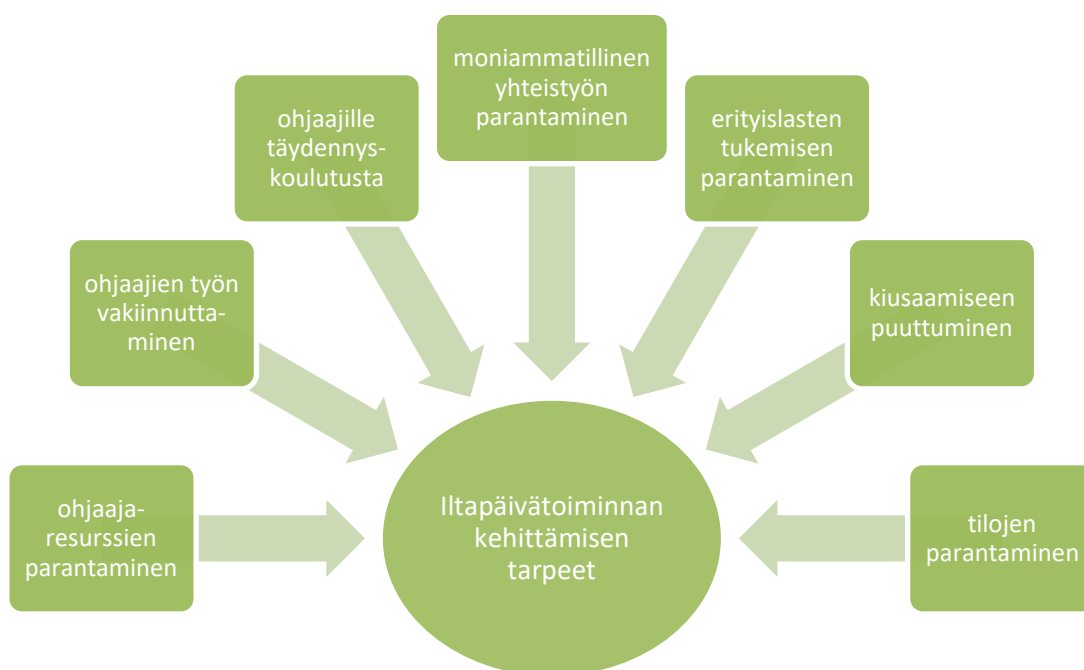 moniammatillinen
yhteistyön
parantaminen
ohjaajille
täydennys-
koulutusta
erityislasten
tukemisen
parantaminen
ohjaajien työn
vakiinnutta-
minen
kiusaamiseen
puuttuminen
ohjaaja-
resurssien
parantaminen
Iltapäivätoiminnan
kehittämisen
tarpeet
tilojen
parantaminen